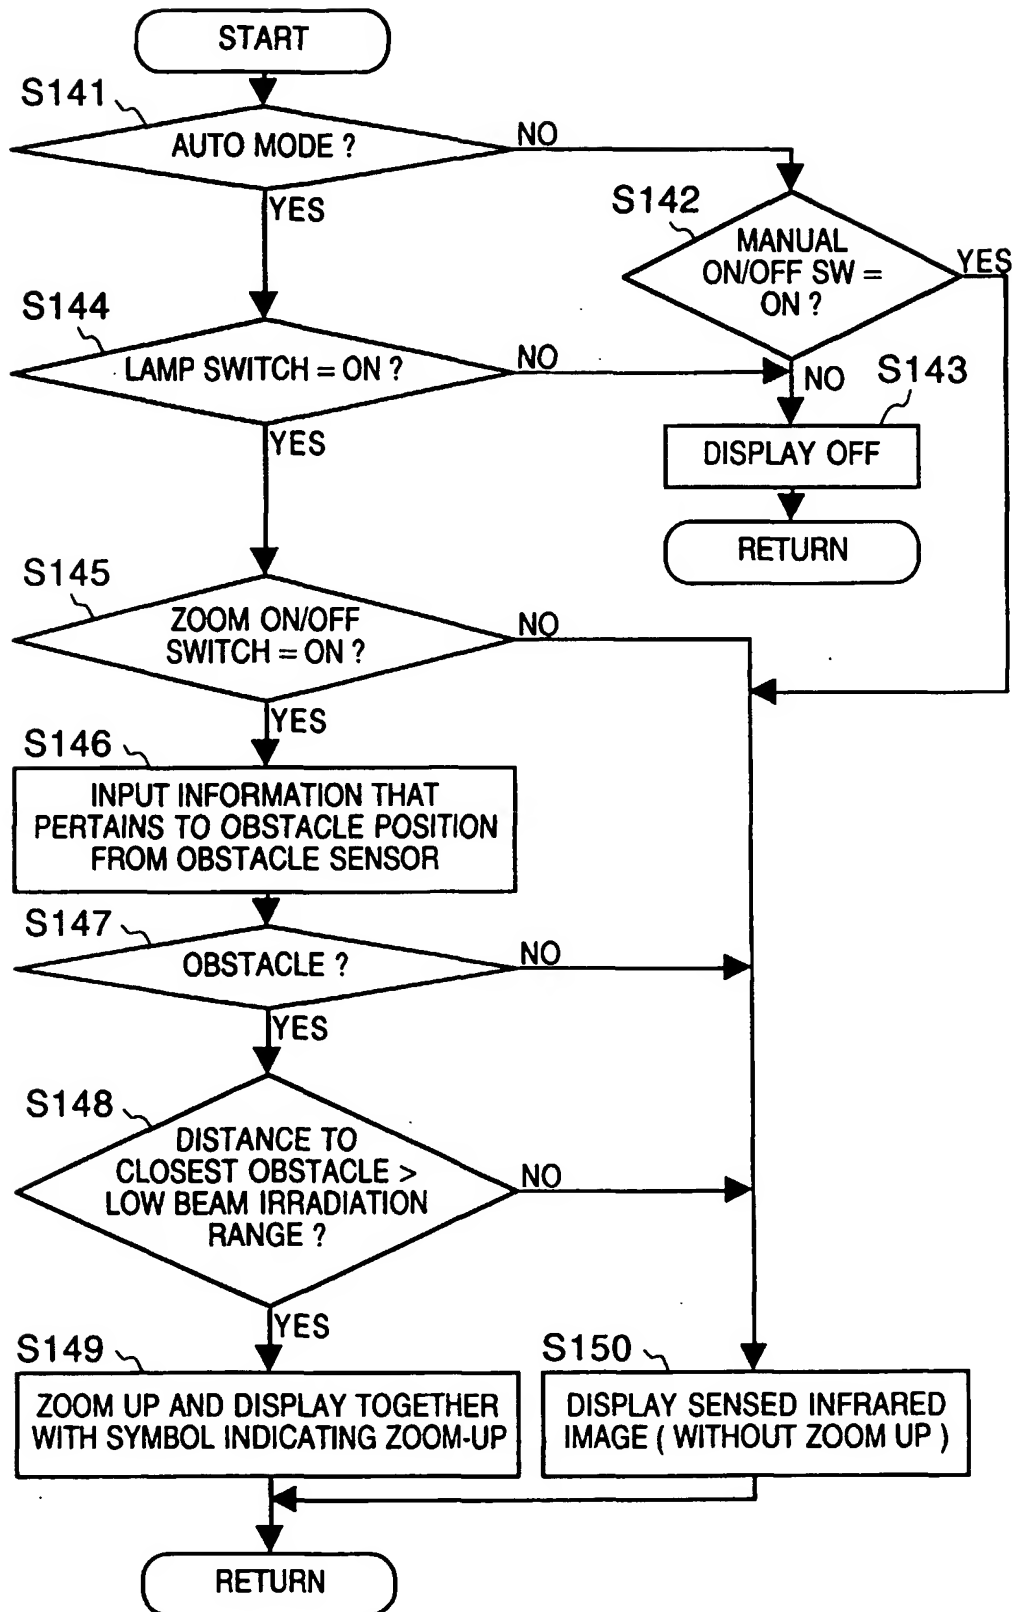 START
S141
AUTO MODE ?
NO
YES
S142
MANUAL
ON/OFF SW =
ON ?
YES
S144
LAMP SWITCH = ON ?
NO
NO
S143
YES
DISPLAY OFF
RETURN
S145
ZOOM ON/OFF
SWITCH = ON ?
NO
YES
S146
INPUT INFORMATION THAT
PERTAINS TO OBSTACLE POSITION
FROM OBSTACLE SENSOR
S147
OBSTACLE ?
NO
YES
S148
DISTANCE TO
CLOSEST OBSTACLE >
LOW BEAM IRRADIATION
RANGE ?
NO
YES
S149
ZOOM UP AND DISPLAY TOGETHER
WITH SYMBOL INDICATING ZOOM-UP
S150
DISPLAY SENSED INFRARED
IMAGE ( WITHOUT ZOOM UP )
RETURN